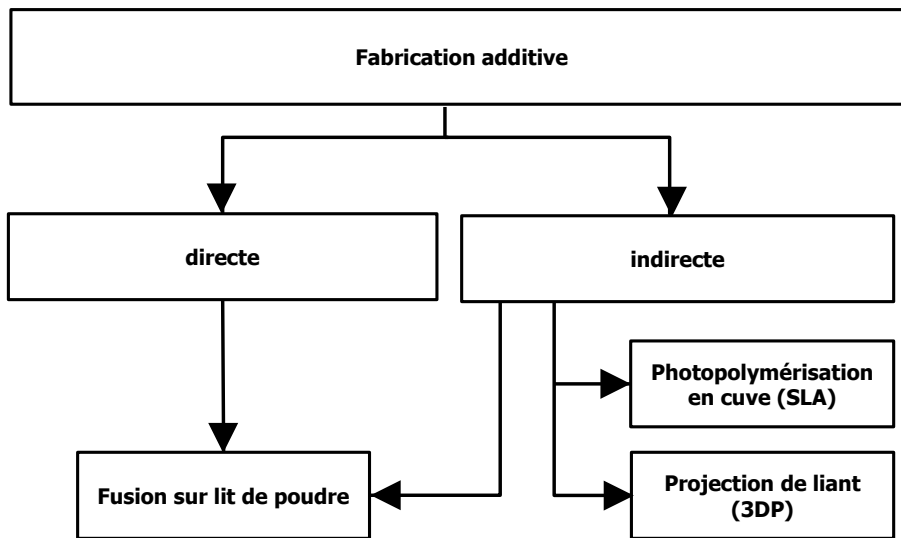 Fabrication additive
directe
indirecte
Photopolymérisation
en cuve (SLA)
Fusion sur lit de poudre
Projection de liant
(3DP)